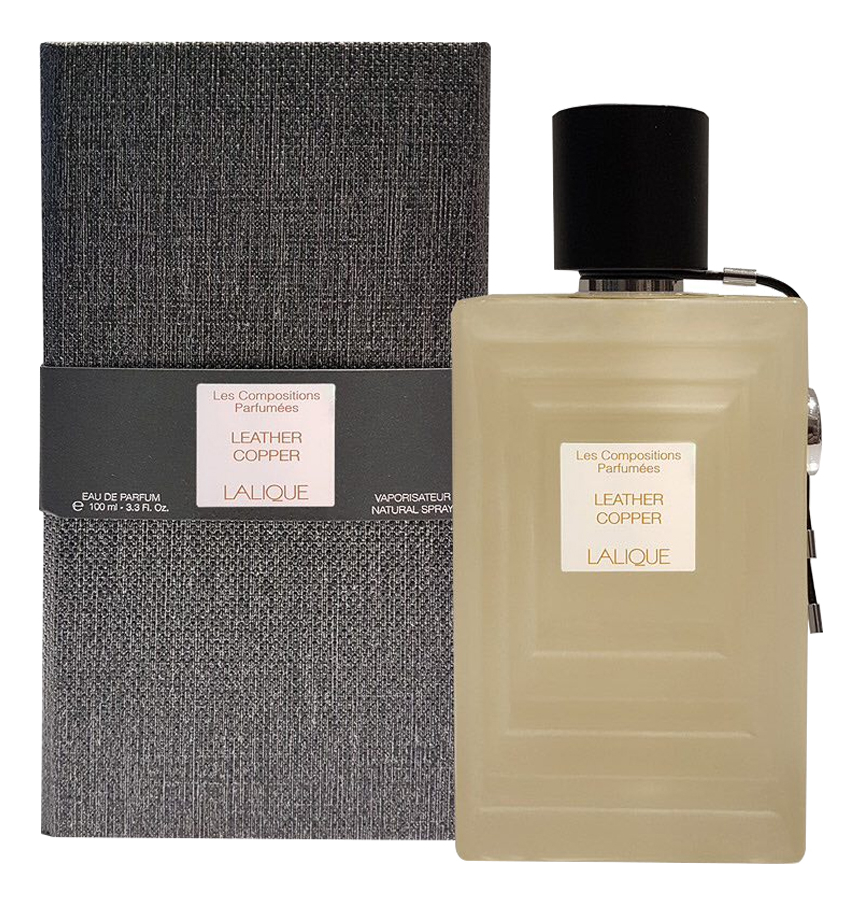 Les Compositions
Parfumées
LEATHER
COPPER
LALIQUE
EAU DE PARFUM
e 100 ml - 3.3 Fl. Oz.
VAPORISATEUR
NATURAL SPRAY
Les Compositions
Parfumées
LEATHER
COPPER
LALIQUE